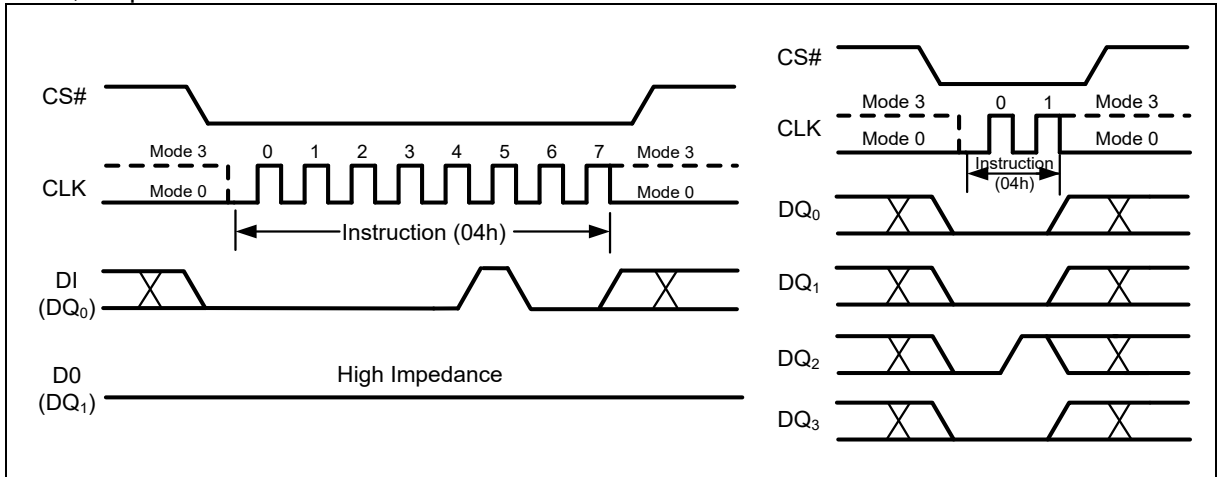 CS#
Mode 3 0 1 2 3 4 5 6 7 Mode 3
CLK
Mode 0 Mode 0
Instruction (04h)
DI
(DQ0)
D0
(DQ1)
High Impedance
CS#
Mode 3 0 1 Mode 3
CLK
Mode 0 Mode 0
Instruction
(04h)
DQ0
DQ1
DQ2
DQ3